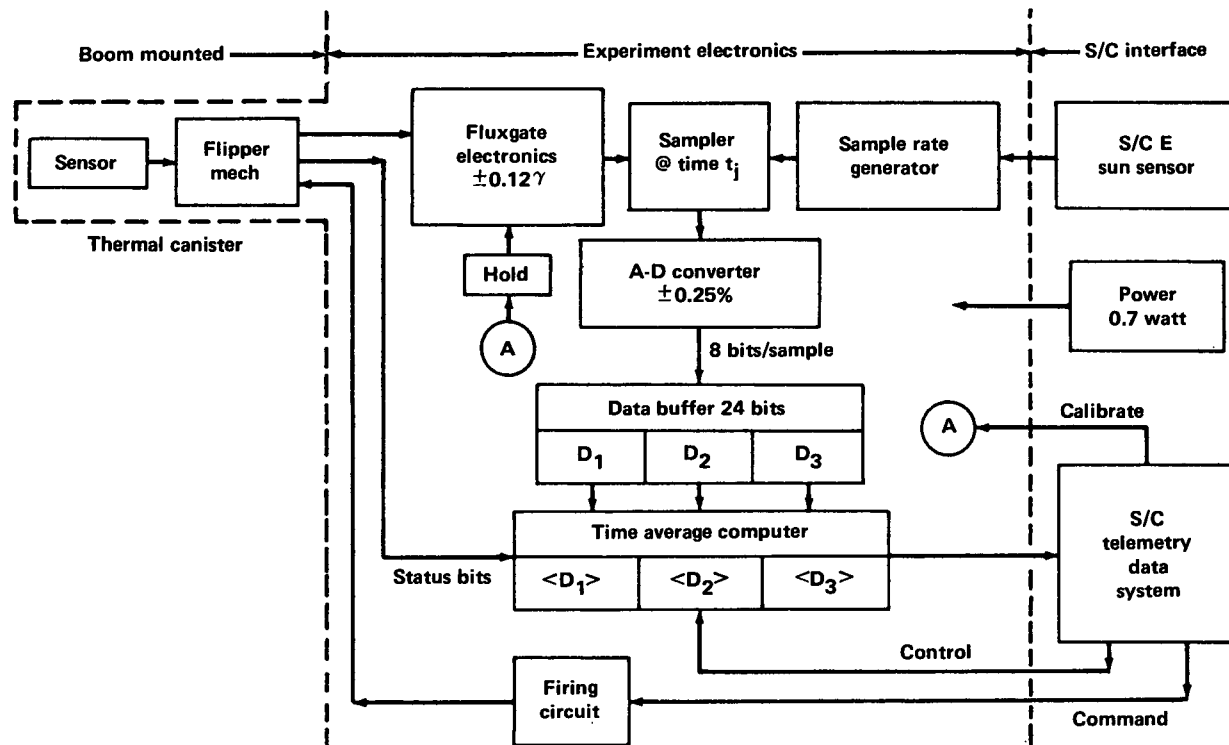 Boom mounted
Experiment electronics
S/C interface
Sensor
Flipper
mech
Fluxgate
electronics
±0.12γ
Sampler
@ time tj
Sample rate
generator
S/C E
sun sensor
Thermal canister
Hold
A
A-D converter
±0.25%
Power
0.7 watt
8 bits/sample
Data buffer 24 bits
D1
D2
D3
A
Calibrate
Time average computer
<D1>
<D2>
<D3>
Status bits
S/C
telemetry
data
system
Control
Firing
circuit
Command